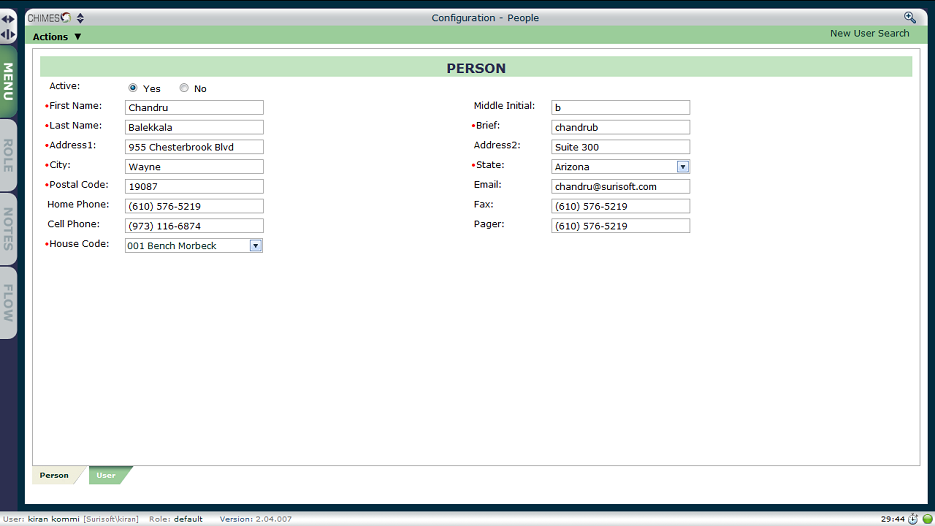 CHIMES
Configuration - People
Actions ▼
New User Search
MENU
ROLE
NOTES
FLOW
PERSON
Active: Yes No
•First Name: Chandru Middle Initial: b
•Last Name: Balekkala •Brief: chandrub
•Address1: 955 Chesterbrook Blvd Address2: Suite 300
•City: Wayne •State: Arizona
•Postal Code: 19087 Email: chandru@surisoft.com
Home Phone: (610) 576-5219 Fax: (610) 576-5219
Cell Phone: (973) 116-6874 Pager: (610) 576-5219
•House Code: 001 Bench Morbeck
Person User
User: kiran kommi [Surisoft\kiran] Role: default Version: 2.04.007 29:44